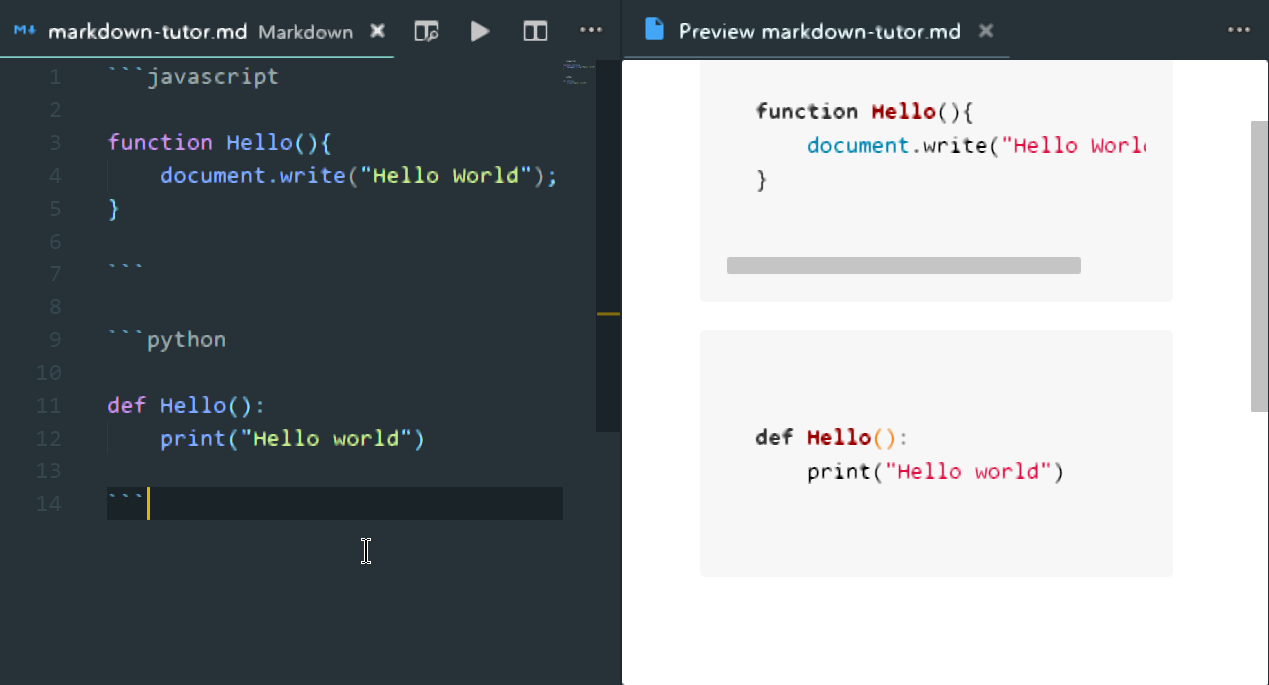 M↓ markdown-tutor.md Markdown
1 ```javascript
2
3 function Hello(){
4     document.write("Hello World");
5 }
6
7 ```
8
9 ```python
10
11 def Hello():
12     print("Hello world")
13
14 ```
Preview markdown-tutor.md
function Hello(){
    document.write("Hello Worl
}
def Hello():
    print("Hello world")